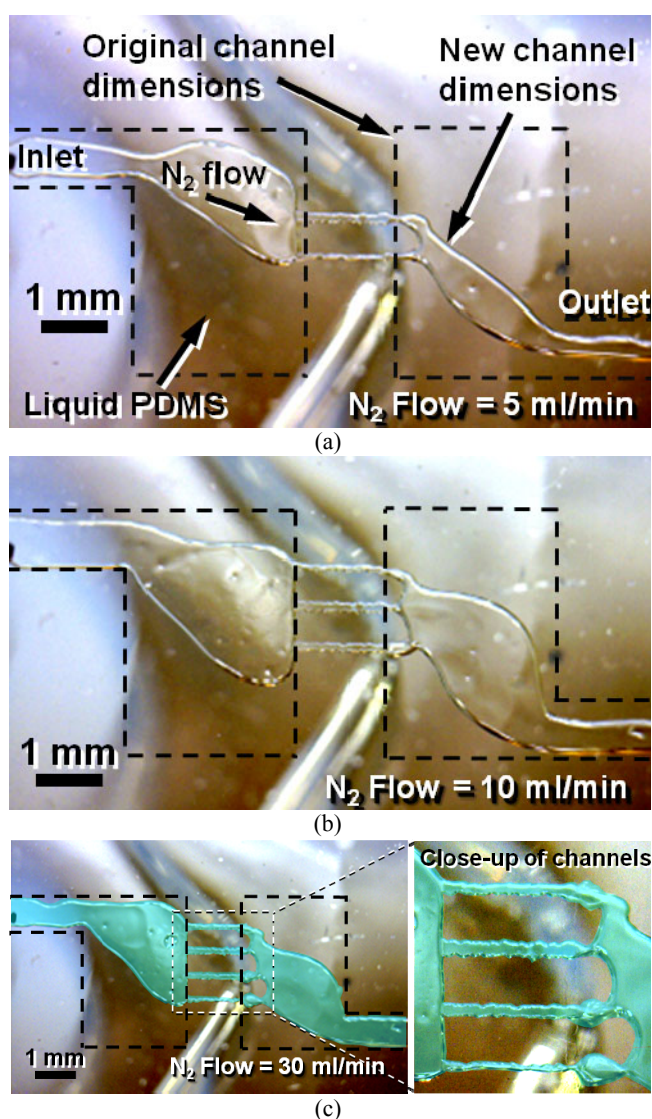 Original channel
dimensions
New channel
dimensions
Inlet
N₂ flow
1 mm
Outlet
Liquid PDMS
N₂ Flow = 5 ml/min
(a)
1 mm
N₂ Flow = 10 ml/min
(b)
Close-up of channels
1 mm
N₂ Flow = 30 ml/min
(c)